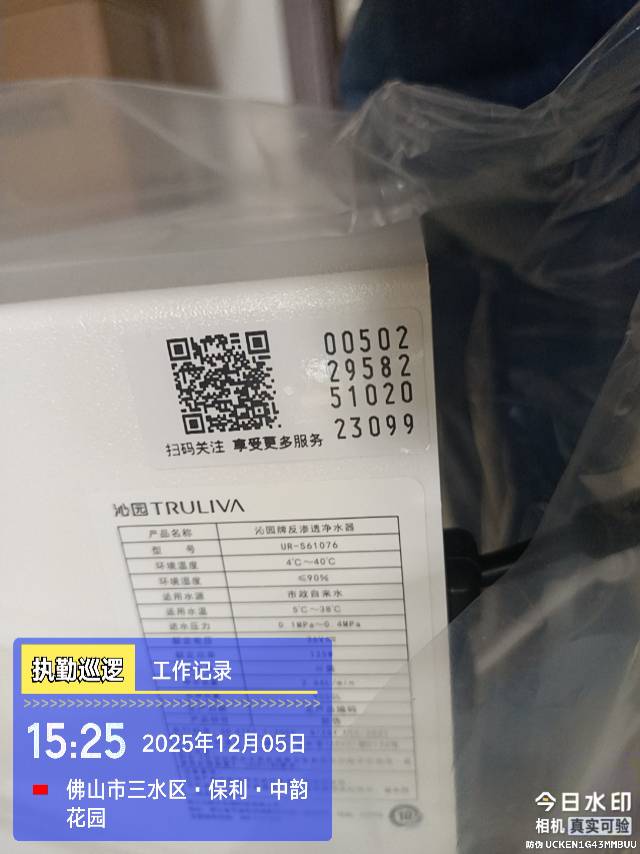 00502
29582
51020
23099
扫码关注 享受更多服务
沁园TRULIVA
产品名称 沁园牌反渗透净水器
型 号 UR-S61076
环境温度 4℃~40℃
环境湿度 ≤90%
适用水源 市政自来水
适用水温 5℃~38℃
进水压力 0.1MPa~0.4MPa
执勤巡逻 工作记录
15:25 2025年12月05日
佛山市三水区·保利·中韵
花园
今日水印
相机 真实可验
防伪 UCKEN1G43MMBUU